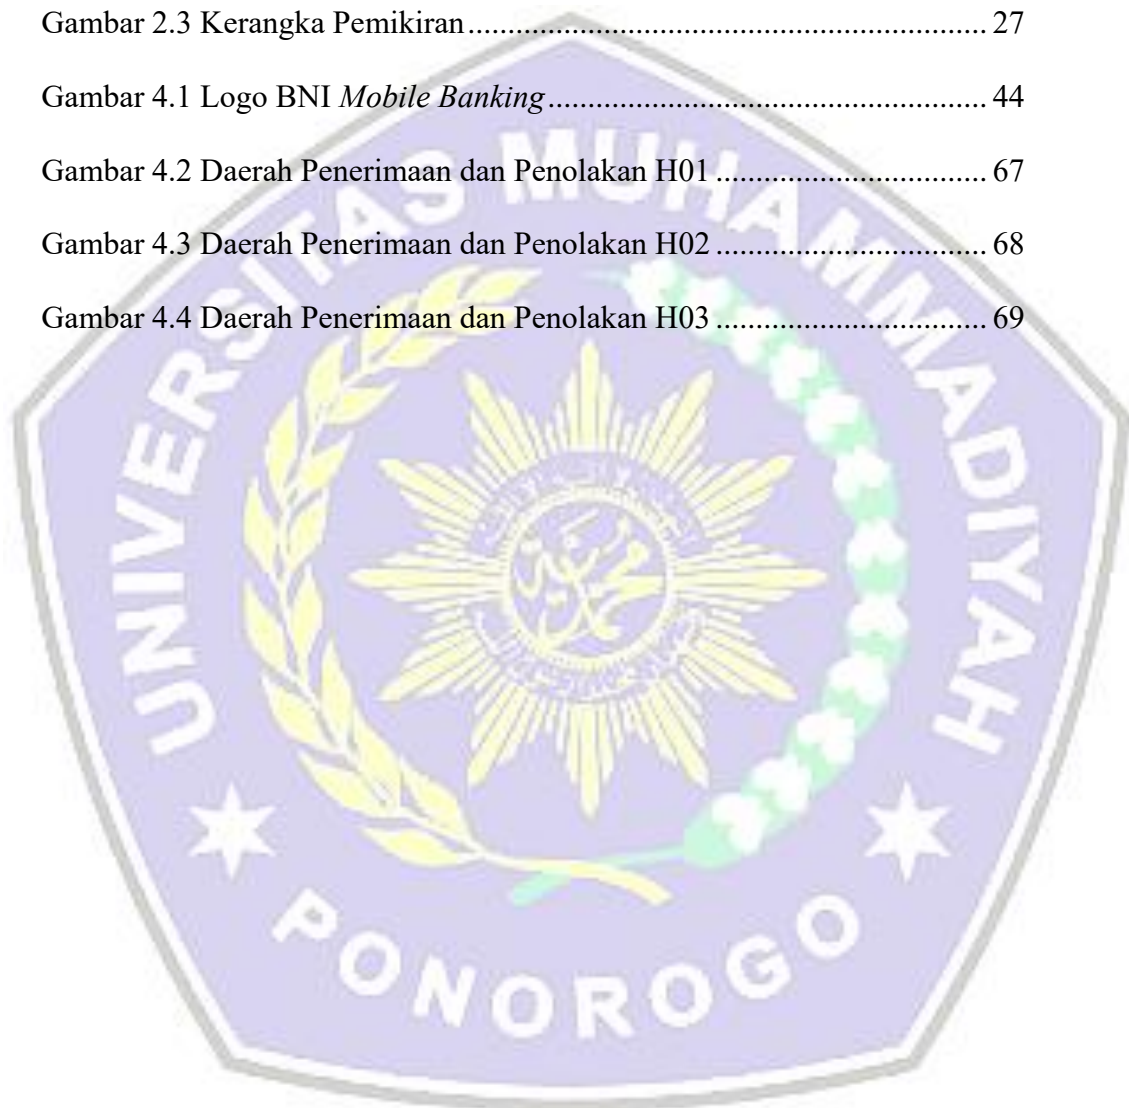 Gambar 2.3 Kerangka Pemikiran................................................................ 27
Gambar 4.1 Logo BNI Mobile Banking...................................................... 44
Gambar 4.2 Daerah Penerimaan dan Penolakan H01 ................................. 67
Gambar 4.3 Daerah Penerimaan dan Penolakan H02 ................................. 68
Gambar 4.4 Daerah Penerimaan dan Penolakan H03 ................................. 69
UNIVERSITAS MUHAMMADIYAH
PONOROGO